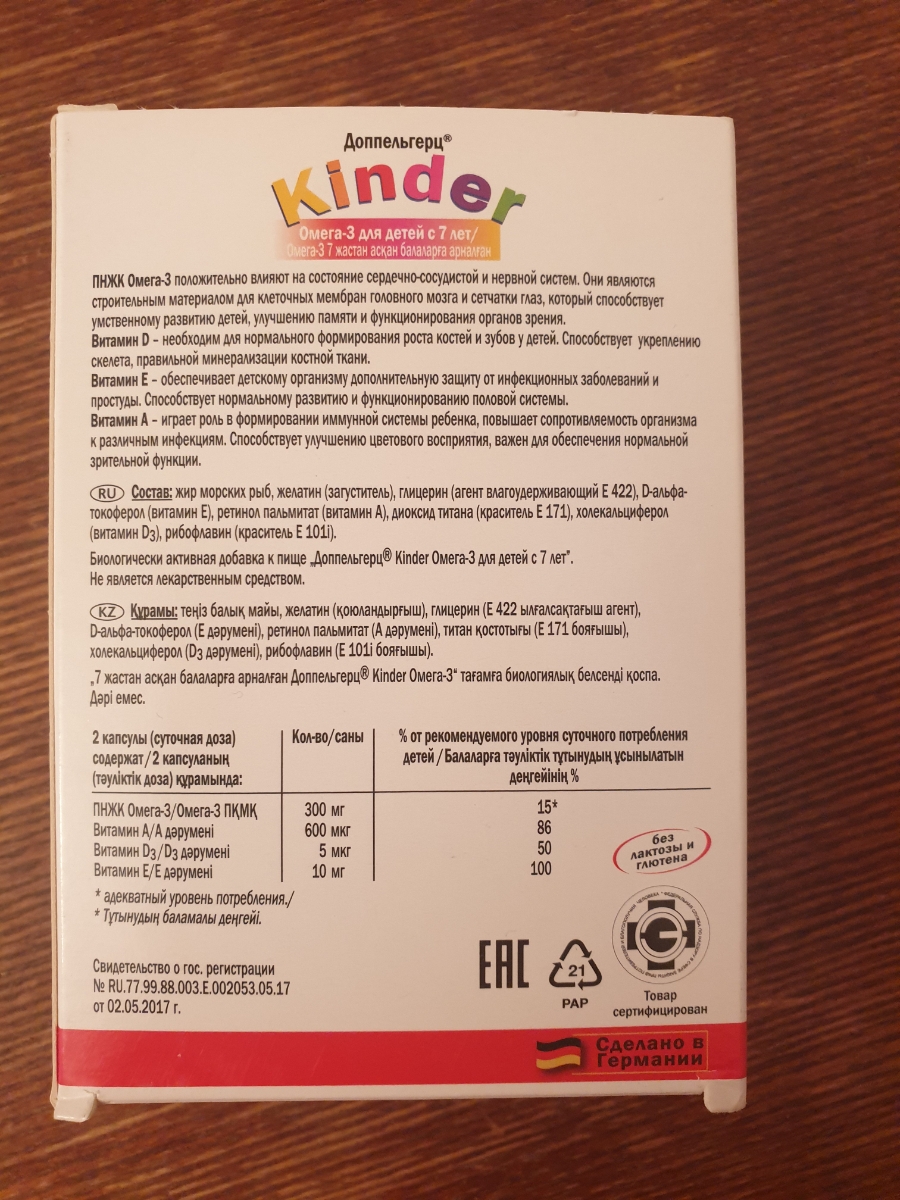 Доппельгерц®
Kinder
Омега-3 для детей с 7 лет/
Омега-3 7 жастан асқан балаларға арналған
ПНЖК Омега-3 положительно влияют на состояние сердечно-сосудистой и нервной систем. Они являются
строительным материалом для клеточных мембран головного мозга и сетчатки глаз, который способствует
умственному развитию детей, улучшению памяти и функционирования органов зрения.
Витамин D – необходим для нормального формирования роста костей и зубов у детей. Способствует укреплению
скелета, правильной минерализации костной ткани.
Витамин Е – обеспечивает детскому организму дополнительную защиту от инфекционных заболеваний и
простуды. Способствует нормальному развитию и функционированию половой системы.
Витамин А – играет роль в формировании иммунной системы ребенка, повышает сопротивляемость организма
к различным инфекциям. Способствует улучшению цветового восприятия, важен для обеспечения нормальной
зрительной функции.
RU Состав: жир морских рыб, желатин (загуститель), глицерин (агент влагоудерживающий Е 422), D-альфа-
токоферол (витамин Е), ретинол пальмитат (витамин А), диоксид титана (краситель Е 171), холекальциферол
(витамин D3), рибофлавин (краситель Е 101i).
Биологически активная добавка к пище „Доппельгерц® Kinder Омега-3 для детей с 7 лет".
Не является лекарственным средством.
KZ Құрамы: теңіз балық майы, желатин (қоюландырғыш), глицерин (Е 422 ылғалсақтағыш агент),
D-альфа-токоферол (Е дәрумені), ретинол пальмитат (А дәрумені), титан қостотығы (Е 171 бояғышы),
холекальциферол (D3 дәрумені), рибофлавин (Е 101i бояғышы).
„7 жастан асқан балаларға арналған Доппельгерц® Kinder Омега-3“ тағамға биологиялық белсенді қоспа.
Дәрі емес.
2 капсулы (суточная доза) Кол-во/саны % от рекомендуемого уровня суточного потребления
содержат/2 капсуланың детей / Балаларға тәуліктік тұтынудың ұсынылатын
(тәуліктік доза) құрамында: деңгейінің %
ПНЖК Омега-3/Омега-3 ПҚМҚ 300 мг 15*
Витамин А/А дәрумені 600 мкг 86
Витамин D3/D3 дәрумені 5 мкг 50
Витамин Е/Е дәрумені 10 мг 100
без
лактозы и
глютена
* адекватный уровень потребления./
* Тұтынудың баламалы деңгейі.
Свидетельство о гос. регистрации
№ RU.77.99.88.003.Е.002053.05.17
от 02.05.2017 г.
EAC
21
PAP
Товар
сертифицирован
Сделано в
Германии